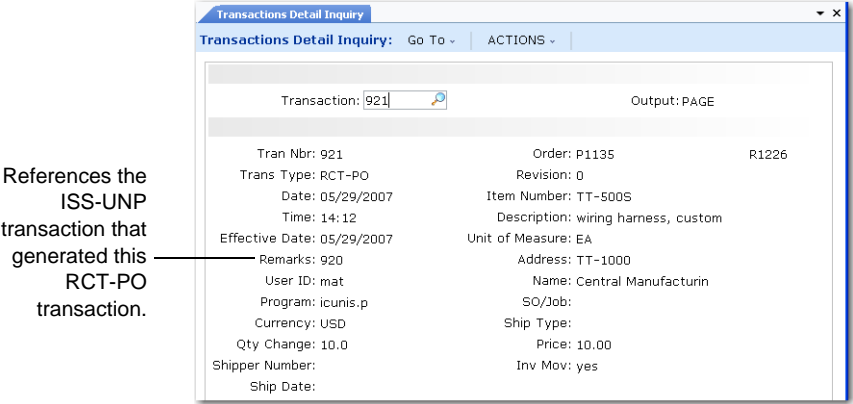 Transactions Detail Inquiry
Transactions Detail Inquiry: Go To ACTIONS
Transaction: 921 Output: PAGE
Tran Nbr: 921 Order: P1135 R1226
Trans Type: RCT-PO Revision: 0
Date: 05/29/2007 Item Number: TT-500S
Time: 14:12 Description: wiring harness, custom
Effective Date: 05/29/2007 Unit of Measure: EA
Remarks: 920 Address: TT-1000
User ID: mat Name: Central Manufacturin
Program: icunis.p SO/Job:
Currency: USD Ship Type:
Qty Change: 10.0 Price: 10.00
Shipper Number: Inv Mov: yes
Ship Date:
References the
ISS-UNP
transaction that
generated this
RCT-PO
transaction.